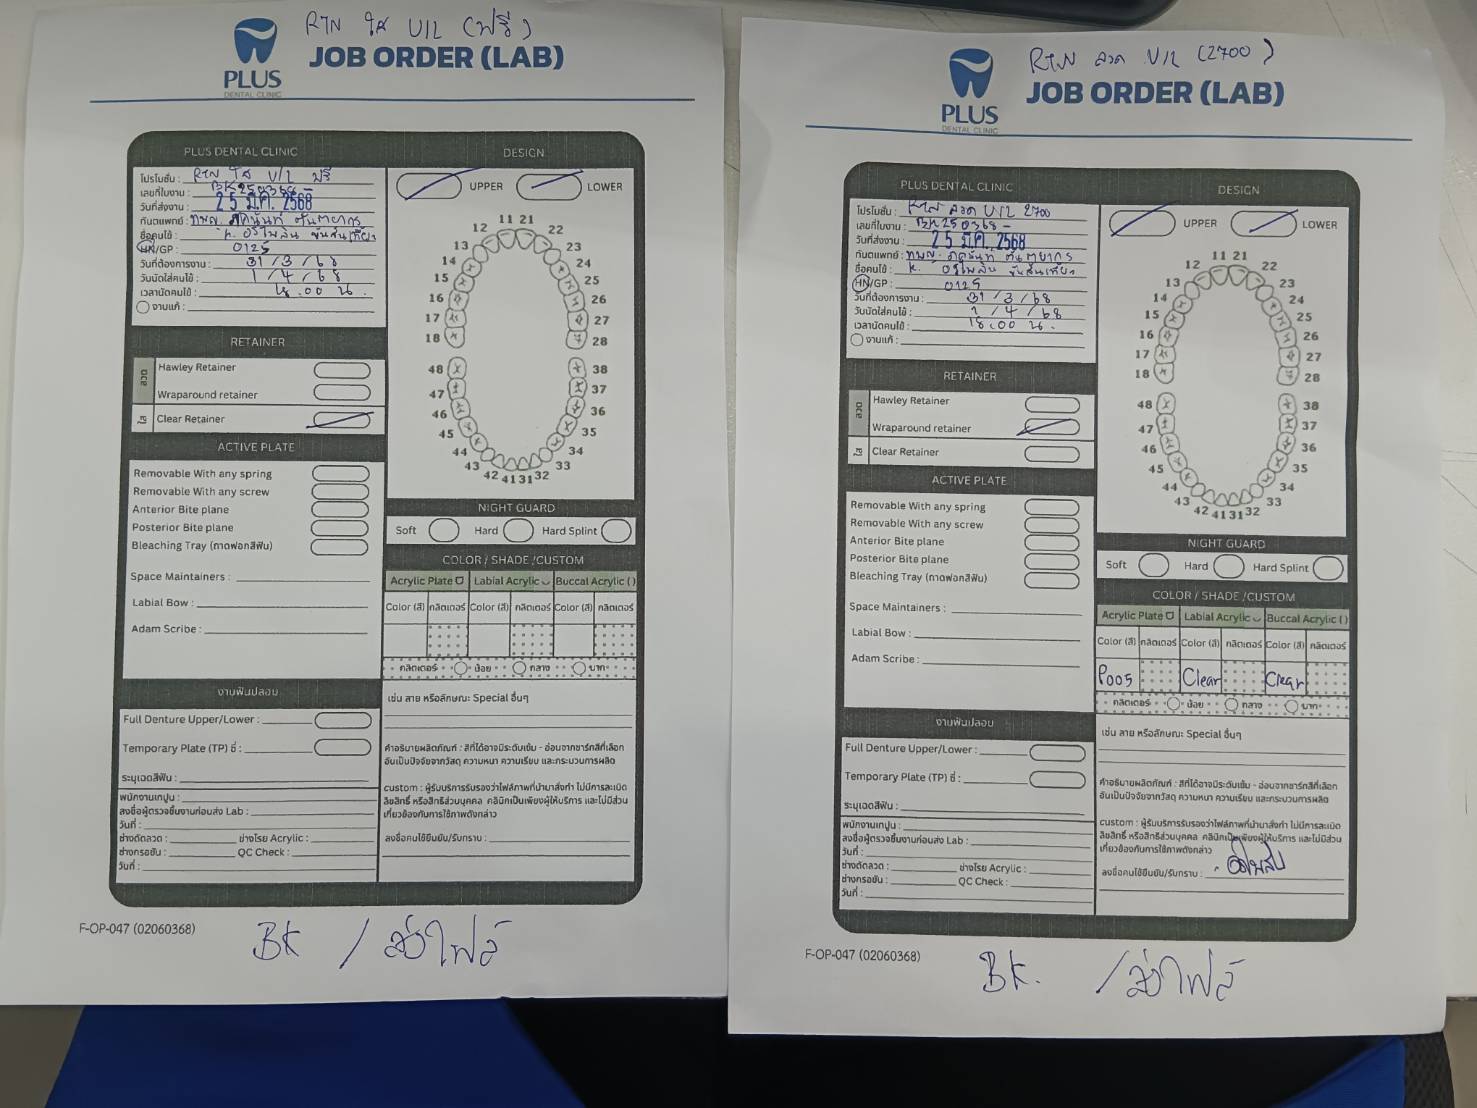 RTN ใส U/L (ฟรี)
PLUS
DENTAL CLINIC
JOB ORDER (LAB)
PLUS DENTAL CLINIC
โปรโมชั่น : RTN ใส U/L ฟรี
เลขที่ใบงาน : BK250368 -
วันที่ส่งงาน : 25 มี.ค. 2568
ทันตแพทย์ : ทพญ.
ชื่อคนไข้ : k.
HN/GP : 0125
วันที่ต้องการงาน : 31/3/68
วันนัดใส่คนไข้ : 1/4/68
เวลานัดคนไข้ : 18.00 น.
งานแก้ :
DESIGN
UPPER LOWER
11 21
12 22
13 23
14 24
15 25
16 26
17 27
18 28
48 38
47 37
46 36
45 35
44 34
43 33
42 41 31 32
RETAINER
ลวด
Hawley Retainer
Wraparound retainer
ใส
Clear Retainer
ACTIVE PLATE
Removable With any spring
Removable With any screw
Anterior Bite plane
Posterior Bite plane
Bleaching Tray (ถาดฟอกสีฟัน)
Space Maintainers :
Labial Bow :
Adam Scribe :
NIGHT GUARD
Soft Hard Hard Splint
COLOR / SHADE /CUSTOM
Acrylic Plate Labial Acrylic Buccal Acrylic ( )
Color (สี) กลิตเตอร์ Color (สี) กลิตเตอร์ Color (สี) กลิตเตอร์
กลิตเตอร์ น้อย กลาง มาก
งานฟันปลอม
Full Denture Upper/Lower :
Temporary Plate (TP) ซี่ :
ระบุเฉดสีฟัน :
พนักงานเทปูน :
ลงชื่อผู้ตรวจชิ้นงานก่อนส่ง Lab :
วันที่ :
ช่างดัดลวด : ช่างโรย Acrylic :
ช่างกรอขัด : QC Check :
วันที่ :
เช่น ลาย หรือลักษณะ Special อื่นๆ
คำอธิบายผลิตภัณฑ์ : สีที่ได้อาจมีระดับเข้ม - อ่อนจากชาร์ทสีที่เลือก
อันเป็นปัจจัยจากวัสดุ ความหนา ความเรียบ และกระบวนการผลิต
custom : ผู้รับบริการรับรองว่าไฟล์ภาพที่นำมาสั่งทำ ไม่มีการละเมิด
ลิขสิทธิ์ หรือสิทธิส่วนบุคคล คลินิกเป็นเพียงผู้ให้บริการ และไม่มีส่วน
เกี่ยวข้องกับการใช้ภาพดังกล่าว
ลงชื่อคนไข้ยืนยัน/รับทราบ :
F-OP-047 (02060368)
BK / ส่งไฟล์
RTN ลวด U/L (2700)
PLUS
DENTAL CLINIC
JOB ORDER (LAB)
PLUS DENTAL CLINIC
โปรโมชั่น : RTN ลวด U/L 2700
เลขที่ใบงาน : BK250368 -
วันที่ส่งงาน : 25 มี.ค. 2568
ทันตแพทย์ : ทพญ.
ชื่อคนไข้ : k.
HN/GP : 0125
วันที่ต้องการงาน : 31/3/68
วันนัดใส่คนไข้ : 1/4/68
เวลานัดคนไข้ : 18.00 น.
งานแก้ :
DESIGN
UPPER LOWER
11 21
12 22
13 23
14 24
15 25
16 26
17 27
18 28
48 38
47 37
46 36
45 35
44 34
43 33
42 41 31 32
RETAINER
ลวด
Hawley Retainer
Wraparound retainer
ใส
Clear Retainer
ACTIVE PLATE
Removable With any spring
Removable With any screw
Anterior Bite plane
Posterior Bite plane
Bleaching Tray (ถาดฟอกสีฟัน)
Space Maintainers :
Labial Bow :
Adam Scribe :
NIGHT GUARD
Soft Hard Hard Splint
COLOR / SHADE /CUSTOM
Acrylic Plate Labial Acrylic Buccal Acrylic ( )
Color (สี) กลิตเตอร์ Color (สี) กลิตเตอร์ Color (สี) กลิตเตอร์
P005 Clear Clear
กลิตเตอร์ น้อย กลาง มาก
งานฟันปลอม
Full Denture Upper/Lower :
Temporary Plate (TP) ซี่ :
ระบุเฉดสีฟัน :
พนักงานเทปูน :
ลงชื่อผู้ตรวจชิ้นงานก่อนส่ง Lab :
วันที่ :
ช่างดัดลวด : ช่างโรย Acrylic :
ช่างกรอขัด : QC Check :
วันที่ :
เช่น ลาย หรือลักษณะ Special อื่นๆ
คำอธิบายผลิตภัณฑ์ : สีที่ได้อาจมีระดับเข้ม - อ่อนจากชาร์ทสีที่เลือก
อันเป็นปัจจัยจากวัสดุ ความหนา ความเรียบ และกระบวนการผลิต
custom : ผู้รับบริการรับรองว่าไฟล์ภาพที่นำมาสั่งทำ ไม่มีการละเมิด
ลิขสิทธิ์ หรือสิทธิส่วนบุคคล คลินิกเป็นเพียงผู้ให้บริการ และไม่มีส่วน
เกี่ยวข้องกับการใช้ภาพดังกล่าว
ลงชื่อคนไข้ยืนยัน/รับทราบ :
F-OP-047 (02060368)
BK. / ส่งไฟล์